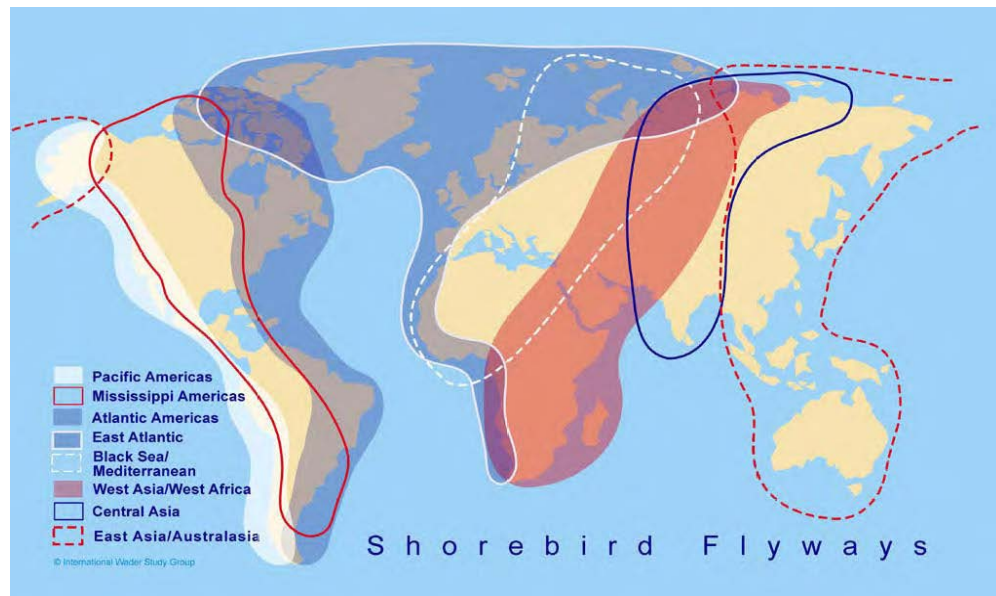 Pacific Americas
Mississippi Americas
Atlantic Americas
East Atlantic
Black Sea/
Mediterranean
West Asia/West Africa
Central Asia
East Asia/Australasia
© International Wader Study Group
Shorebird Flyways